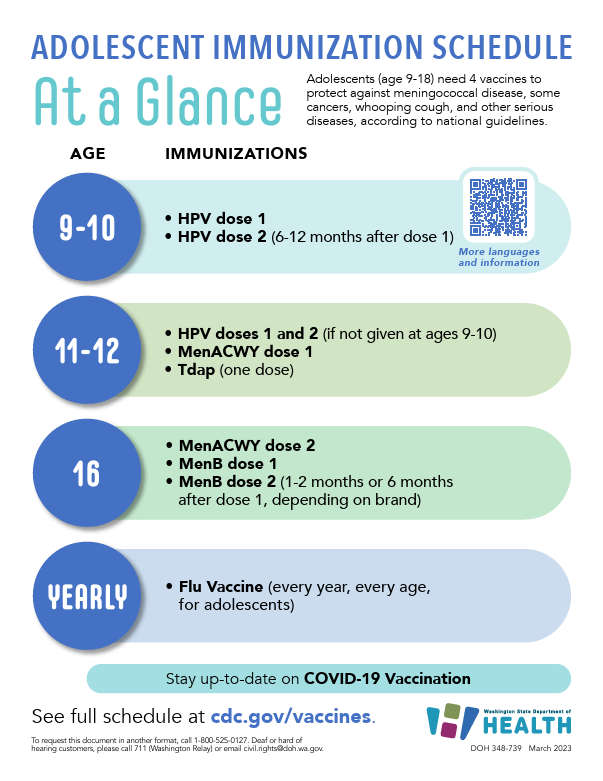 ADOLESCENT IMMUNIZATION SCHEDULE
At a Glance
Adolescents (age 9-18) need 4 vaccines to
protect against meningococcal disease, some
cancers, whooping cough, and other serious
diseases, according to national guidelines.
AGE IMMUNIZATIONS
9-10
• HPV dose 1
• HPV dose 2 (6-12 months after dose 1)
More languages
and information
11-12
• HPV doses 1 and 2 (if not given at ages 9-10)
• MenACWY dose 1
• Tdap (one dose)
16
• MenACWY dose 2
• MenB dose 1
• MenB dose 2 (1-2 months or 6 months
after dose 1, depending on brand)
YEARLY
• Flu Vaccine (every year, every age,
for adolescents)
Stay up-to-date on COVID-19 Vaccination
See full schedule at cdc.gov/vaccines.
To request this document in another format, call 1-800-525-0127. Deaf or hard of
hearing customers, please call 711 (Washington Relay) or email civil.rights@doh.wa.gov.
Washington State Department of
HEALTH
DOH 348-739 March 2023